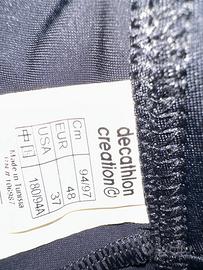 decathlon
creation©
Cm 94/97
EUR 48
USA 37
中国 180/94A
Made in Tunisia